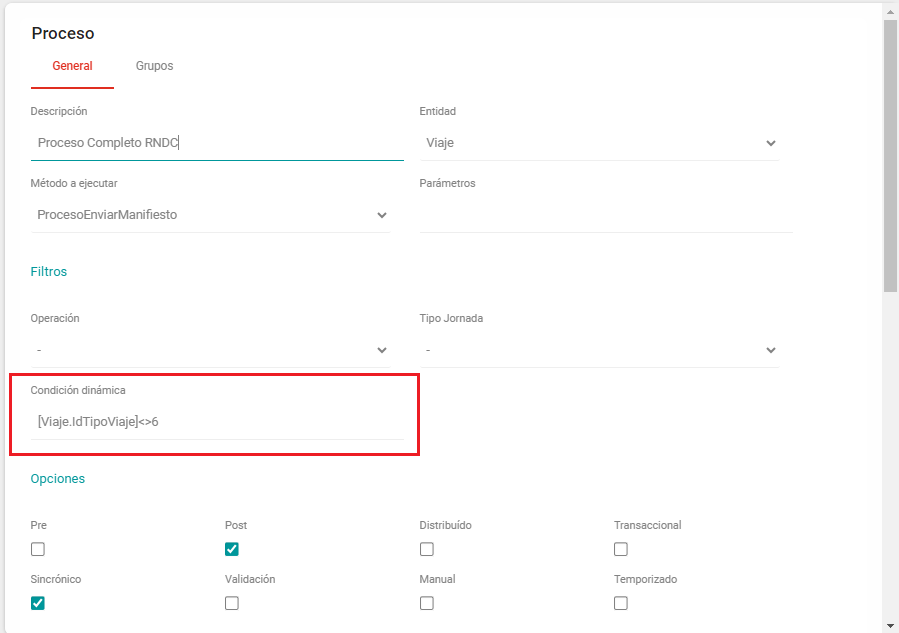 Proceso
General Grupos
Descripción Entidad
Proceso Completo RNDC Viaje
Método a ejecutar Parámetros
ProcesoEnviarManifiesto
Filtros
Operación Tipo Jornada
- -
Condición dinámica
[Viaje.IdTipoViaje]<>6
Opciones
Pre Post Distribuído Transaccional
Sincrónico Validación Manual Temporizado